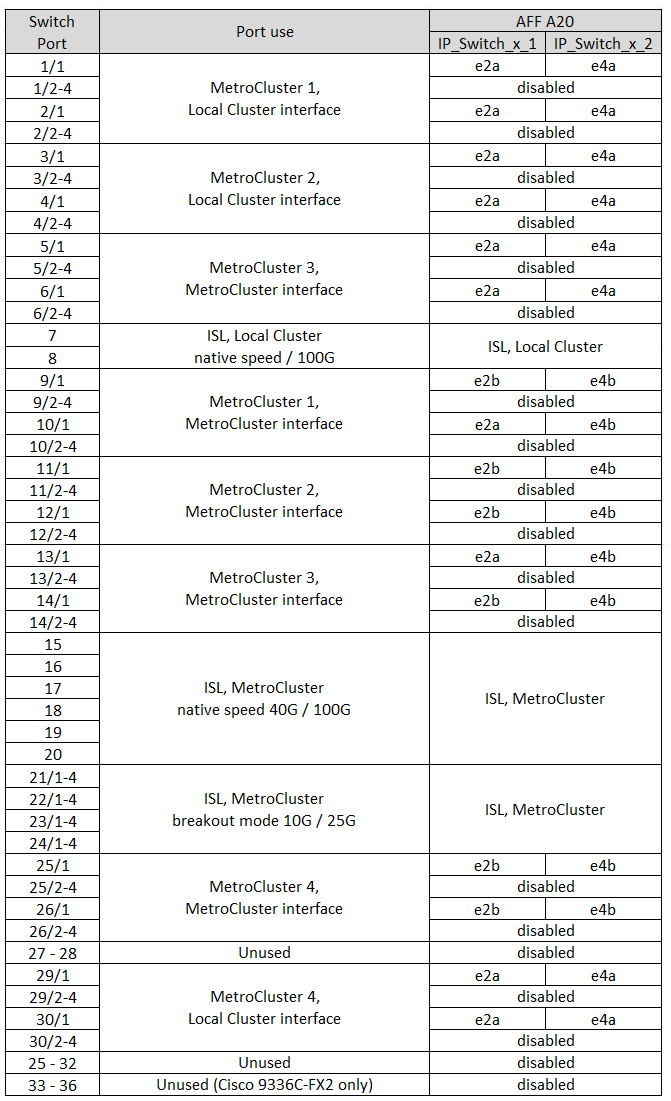 Switch Port | Port use | AFF A20
IP_Switch_x_1 | IP_Switch_x_2
1/1 | MetroCluster 1, Local Cluster interface | e2a | e4a
1/2-4 | disabled
2/1 | e2a | e4a
2/2-4 | disabled
3/1 | MetroCluster 2, Local Cluster interface | e2a | e4a
3/2-4 | disabled
4/1 | e2a | e4a
4/2-4 | disabled
5/1 | MetroCluster 3, MetroCluster interface | e2a | e4a
5/2-4 | disabled
6/1 | e2a | e4a
6/2-4 | disabled
7 | ISL, Local Cluster native speed / 100G | ISL, Local Cluster
8
9/1 | MetroCluster 1, MetroCluster interface | e2b | e4b
9/2-4 | disabled
10/1 | e2a | e4b
10/2-4 | disabled
11/1 | MetroCluster 2, MetroCluster interface | e2b | e4b
11/2-4 | disabled
12/1 | e2b | e4b
12/2-4 | disabled
13/1 | MetroCluster 3, MetroCluster interface | e2a | e4b
13/2-4 | disabled
14/1 | e2b | e4b
14/2-4 | disabled
15 | ISL, MetroCluster native speed 40G / 100G | ISL, MetroCluster
16
17
18
19
20
21/1-4 | ISL, MetroCluster breakout mode 10G / 25G | ISL, MetroCluster
22/1-4
23/1-4
24/1-4
25/1 | MetroCluster 4, MetroCluster interface | e2b | e4b
25/2-4 | disabled
26/1 | e2b | e4b
26/2-4 | disabled
27 - 28 | Unused | disabled
29/1 | MetroCluster 4, Local Cluster interface | e2a | e4a
29/2-4 | disabled
30/1 | e2a | e4a
30/2-4 | disabled
25 - 32 | Unused | disabled
33 - 36 | Unused (Cisco 9336C-FX2 only) | disabled